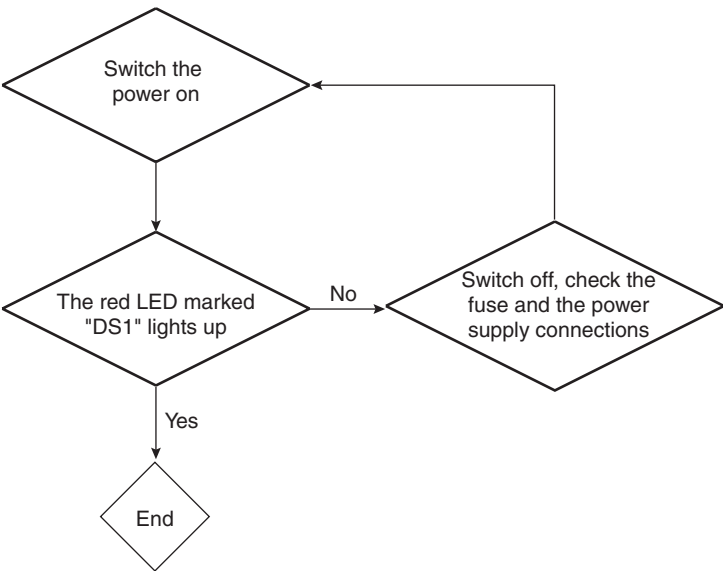 Switch the
power on
The red LED marked
"DS1" lights up
No
Switch off, check the
fuse and the power
supply connections
Yes
End